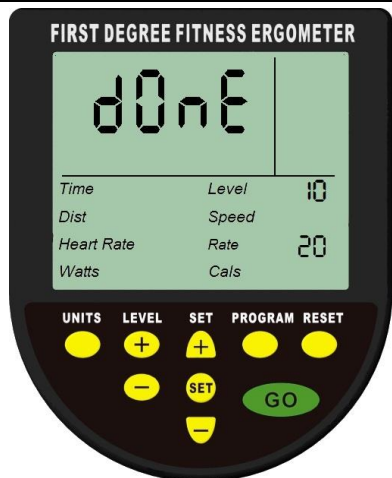 FIRST DEGREE FITNESS ERGOMETER
dOnE
Time Level 10
Dist Speed
Heart Rate Rate 20
Watts Cals
UNITS LEVEL SET PROGRAM RESET
+ +
− SET GO
−